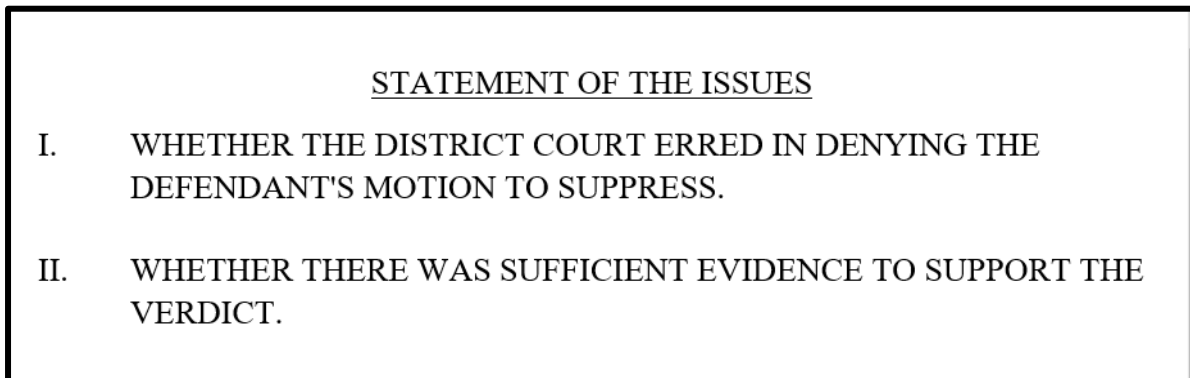 STATEMENT OF THE ISSUES
I. WHETHER THE DISTRICT COURT ERRED IN DENYING THE
DEFENDANT'S MOTION TO SUPPRESS.
II. WHETHER THERE WAS SUFFICIENT EVIDENCE TO SUPPORT THE
VERDICT.